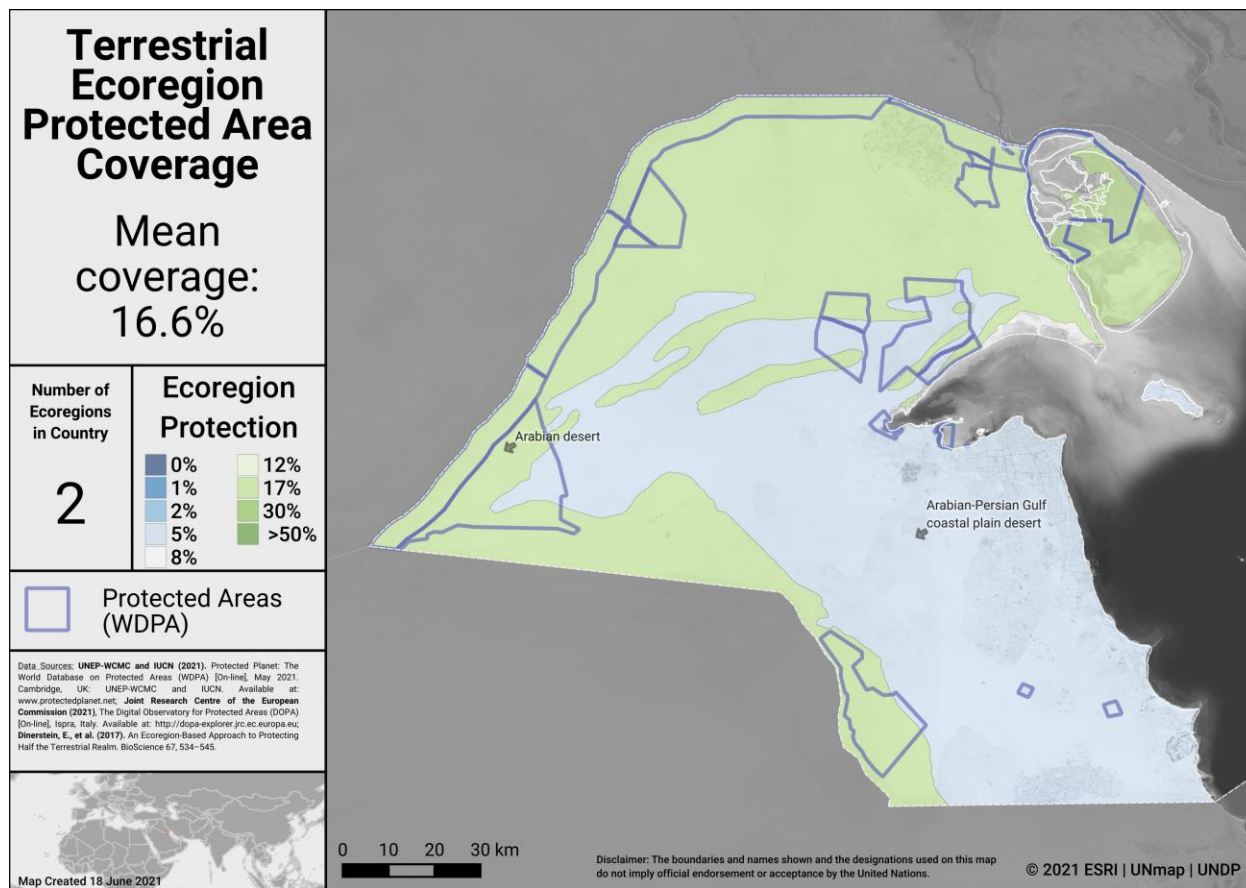 Terrestrial
Ecoregion
Protected Area
Coverage
Mean
coverage:
16.6%
Number of
Ecoregions
in Country
2
Ecoregion
Protection
0%
1%
2%
5%
8%
12%
17%
30%
>50%
Protected Areas
(WDPA)
Data Sources: UNEP-WCMC and IUCN (2021). Protected Planet: The
World Database on Protected Areas (WDPA) [On-line], May 2021.
Cambridge, UK: UNEP-WCMC and IUCN. Available at:
www.protectedplanet.net; Joint Research Centre of the European
Commission (2021), The Digital Observatory for Protected Areas (DOPA)
[On-line], Ispra, Italy. Available at: http://dopa-explorer.jrc.ec.europa.eu;
Dinerstein, E., et al. (2017). An Ecoregion-Based Approach to Protecting
Half the Terrestrial Realm. BioScience 67, 534–545.
Map Created 18 June 2021
Arabian desert
Arabian-Persian Gulf
coastal plain desert
0 10 20 30 km
Disclaimer: The boundaries and names shown and the designations used on this map
do not imply official endorsement or acceptance by the United Nations.
© 2021 ESRI | UNmap | UNDP